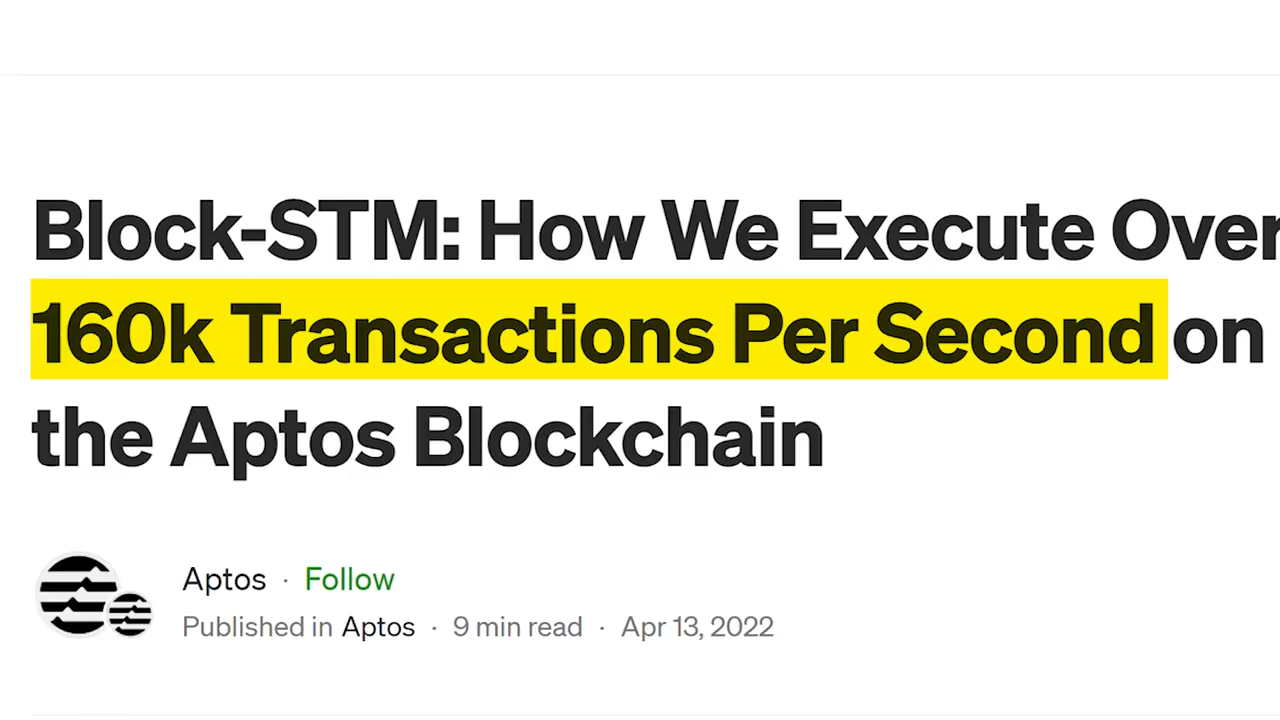 Block-STM: How We Execute Over
160k Transactions Per Second on
the Aptos Blockchain
Aptos · Follow
Published in Aptos · 9 min read · Apr 13, 2022